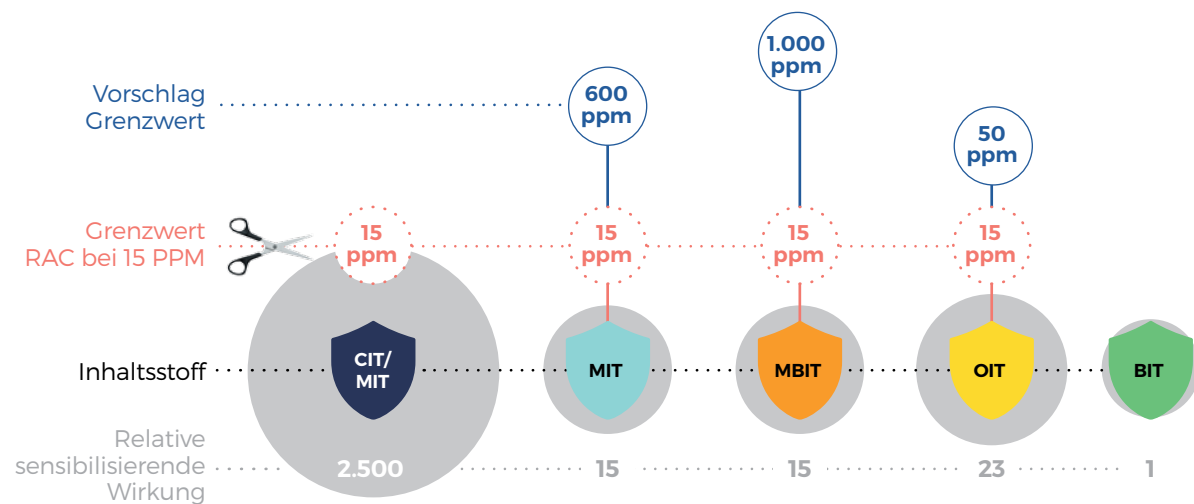 1.000
ppm
Vorschlag
Grenzwert
600
ppm
50
ppm
Grenzwert
RAC bei 15 PPM
15
ppm
15
ppm
15
ppm
15
ppm
Inhaltsstoff
CIT/
MIT
MIT
MBIT
OIT
BIT
Relative
sensibilisierende
Wirkung
2.500
15
15
23
1